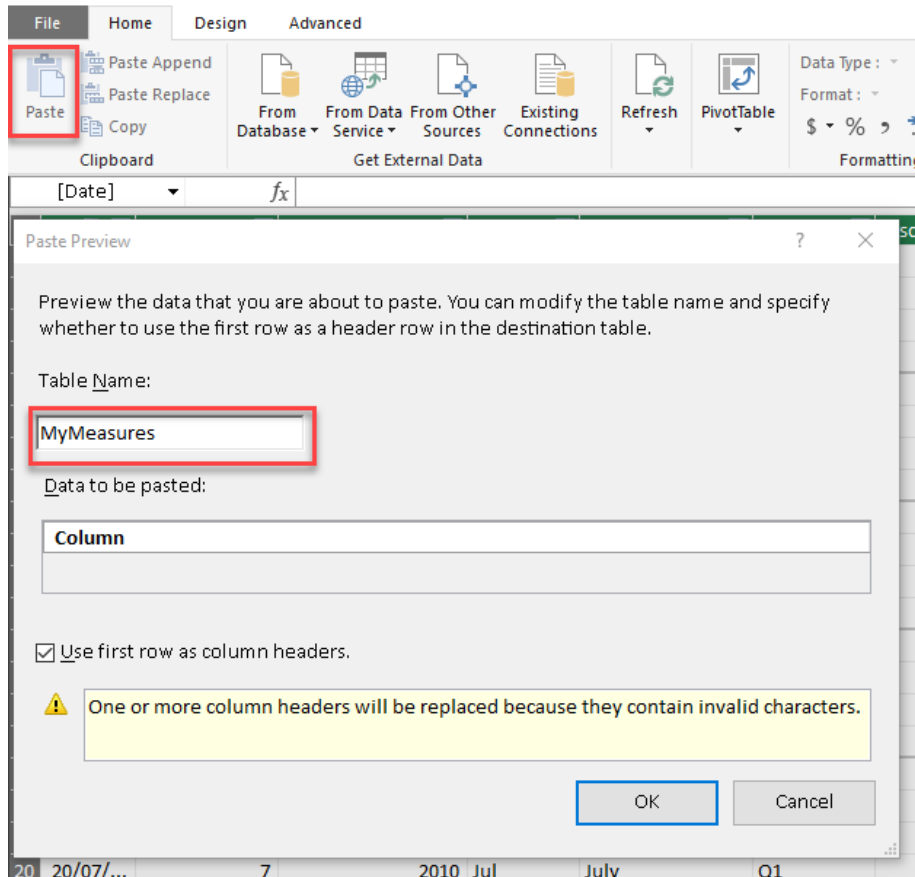 File Home Design Advanced
Paste
Paste Append
Paste Replace
Copy
Clipboard
From Database
From Data Service
From Other Sources
Existing Connections
Get External Data
Refresh
PivotTable
Data Type :
Format :
$ % ,
Formatting
[Date] fx
Paste Preview ? ×
Preview the data that you are about to paste. You can modify the table name and specify
whether to use the first row as a header row in the destination table.
Table Name:
MyMeasures
Data to be pasted:
Column
Use first row as column headers.
One or more column headers will be replaced because they contain invalid characters.
OK Cancel
20 20/07/... 7 2010 Jul July Q1